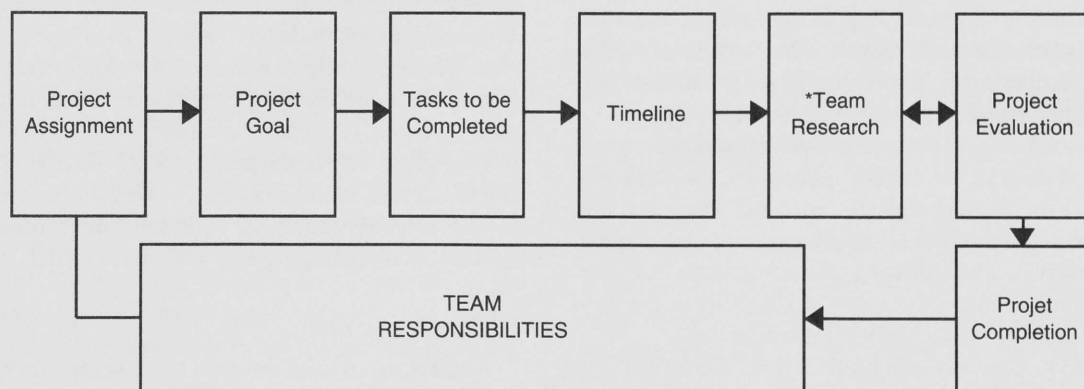 Project
Assignment
Project
Goal
Tasks to be
Completed
Timeline
*Team
Research
Project
Evaluation
TEAM
RESPONSIBILITIES
Projet
Completion